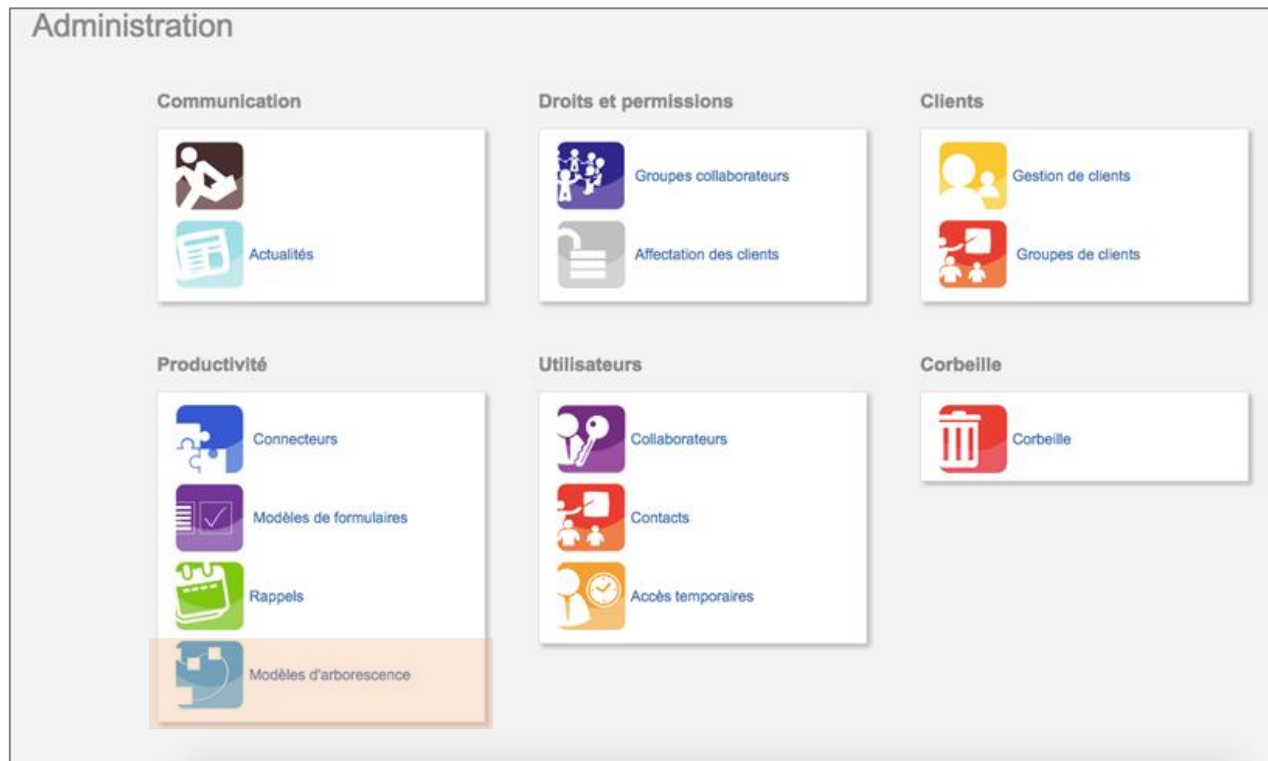 Administration
Communication
Actualités
Droits et permissions
Groupes collaborateurs
Affectation des clients
Clients
Gestion de clients
Groupes de clients
Productivité
Connecteurs
Modèles de formulaires
Rappels
Modèles d'arborescence
Utilisateurs
Collaborateurs
Contacts
Accès temporaires
Corbeille
Corbeille